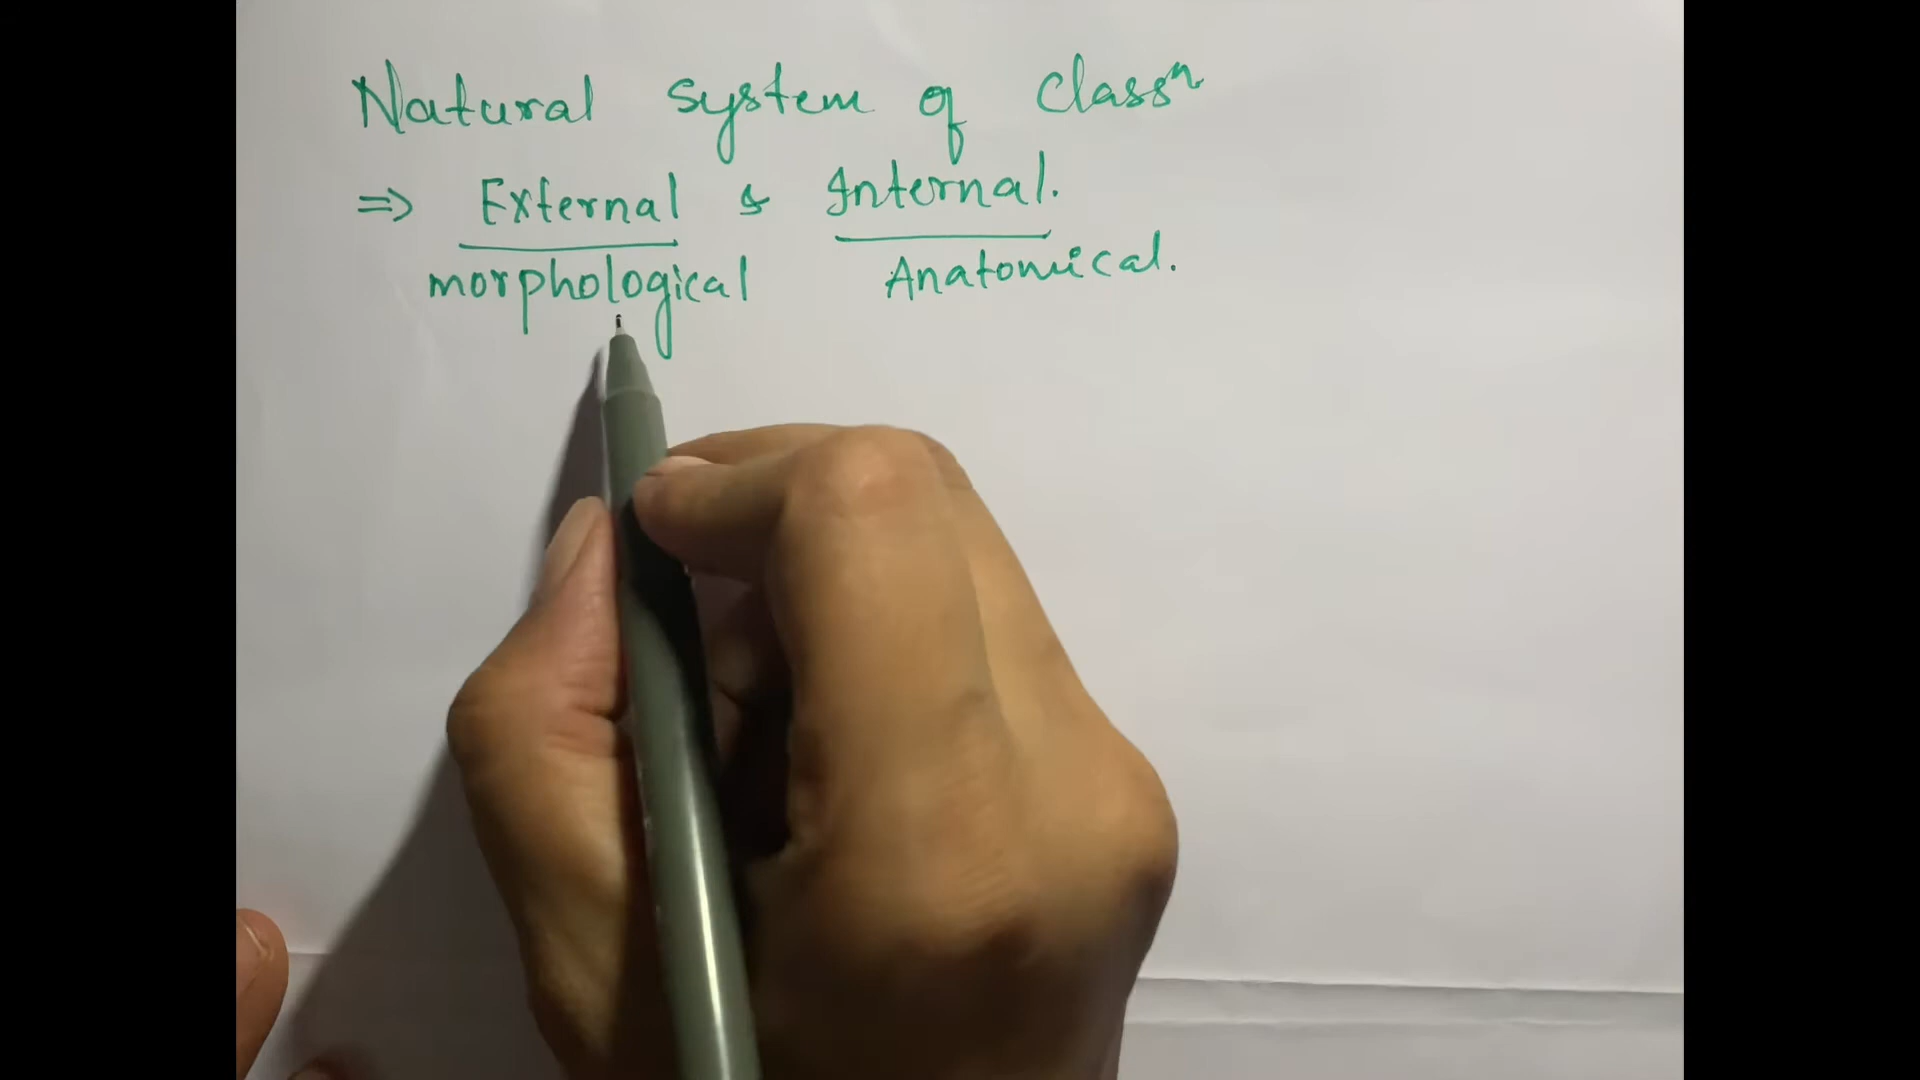 Natural system of classⁿ
⇒ External & Internal.
morphological Anatomical.